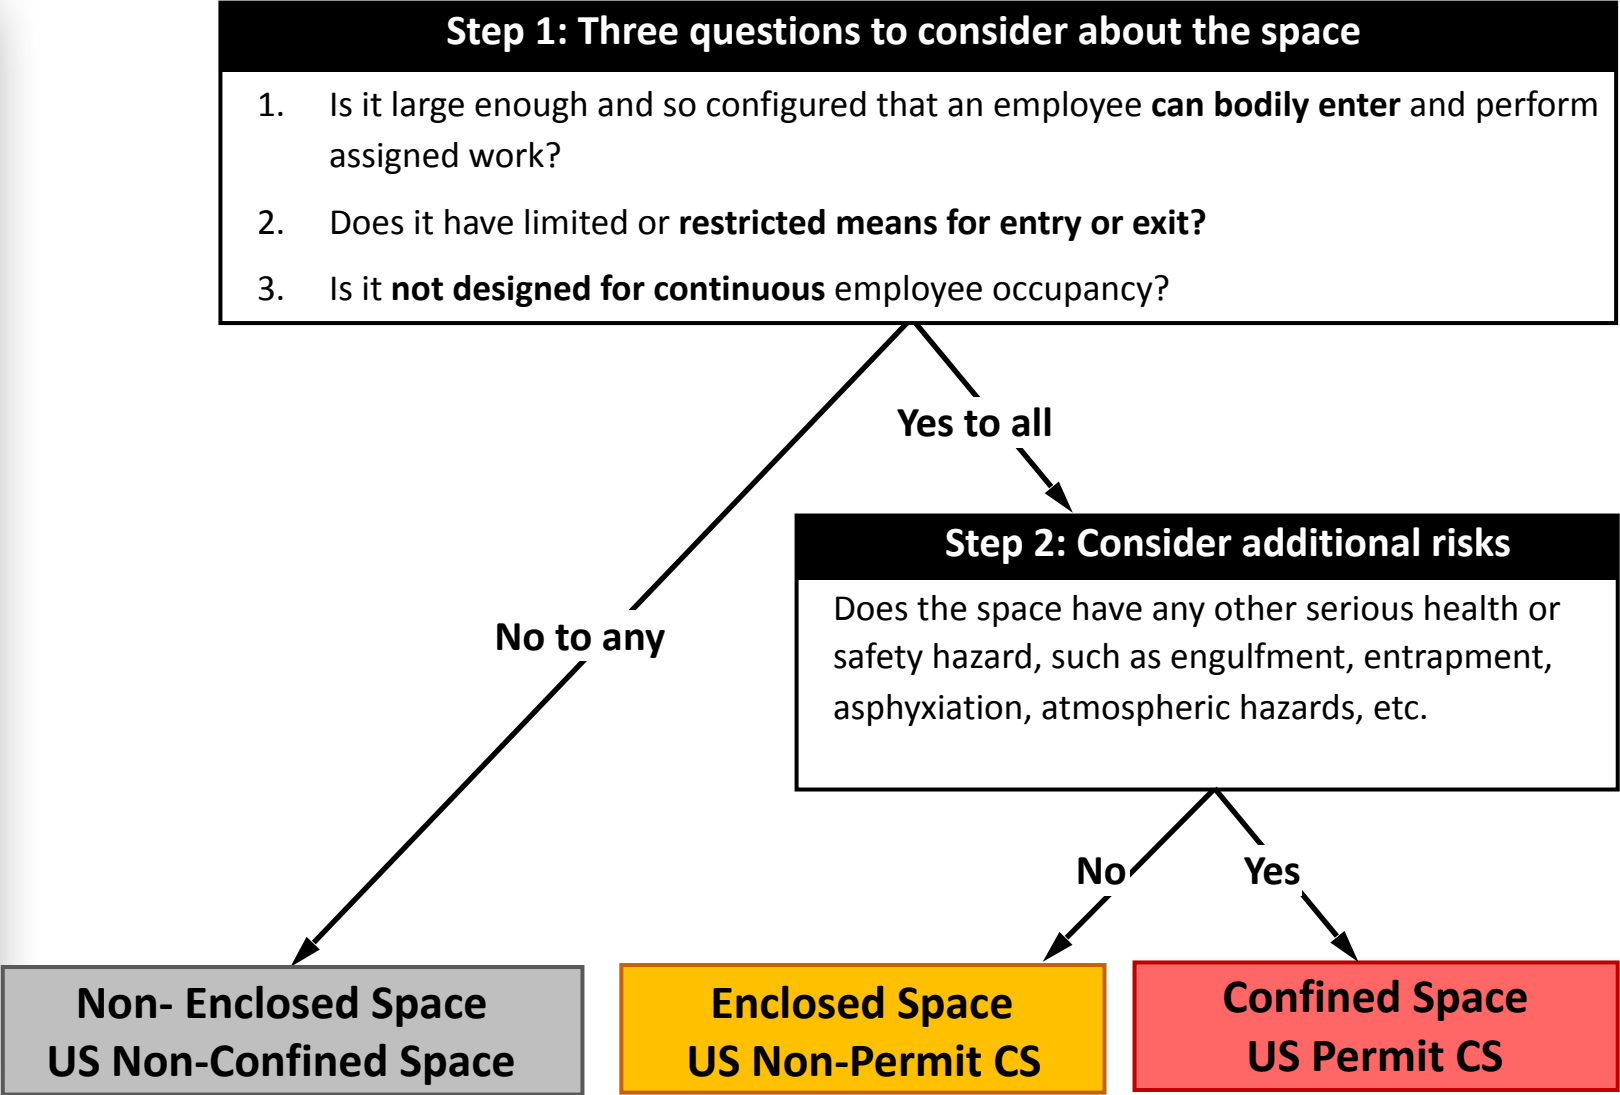 Step 1: Three questions to consider about the space
1. Is it large enough and so configured that an employee can bodily enter and perform
assigned work?
2. Does it have limited or restricted means for entry or exit?
3. Is it not designed for continuous employee occupancy?
Yes to all
Step 2: Consider additional risks
Does the space have any other serious health or
safety hazard, such as engulfment, entrapment,
asphyxiation, atmospheric hazards, etc.
No to any
No
Yes
Non- Enclosed Space
US Non-Confined Space
Enclosed Space
US Non-Permit CS
Confined Space
US Permit CS